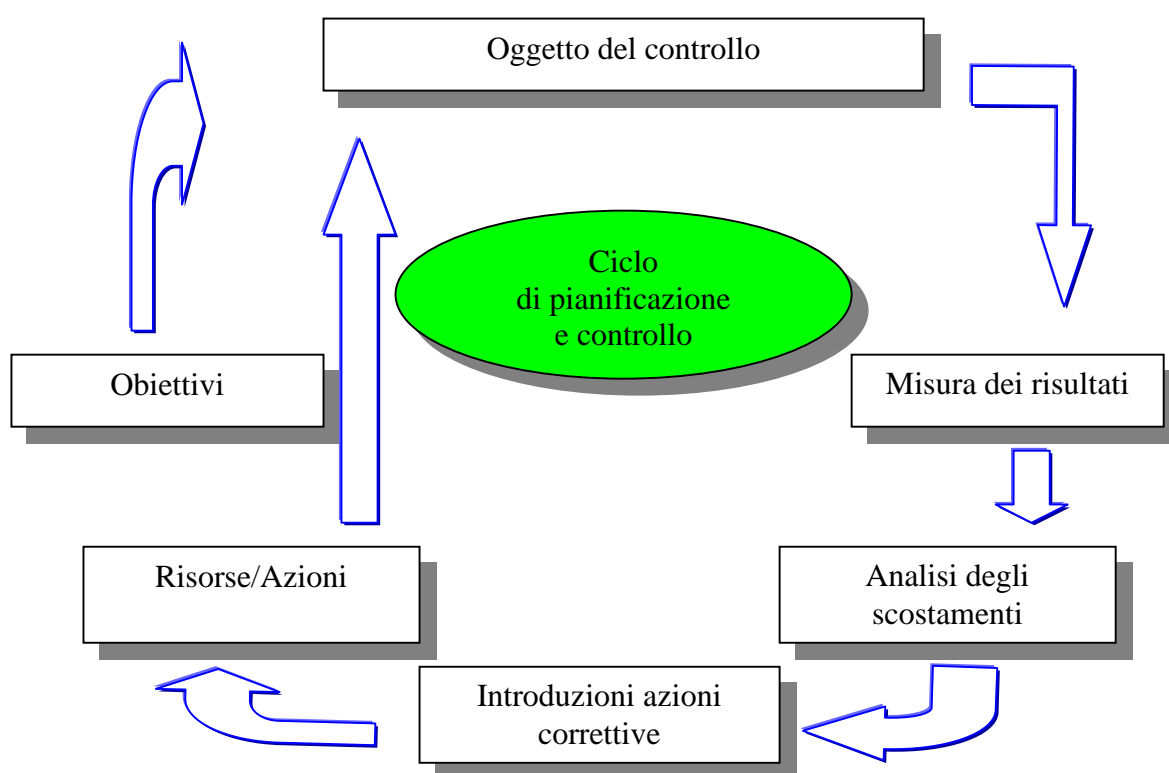 Oggetto del controllo
Ciclo
di pianificazione
e controllo
Obiettivi
Misura dei risultati
Risorse/Azioni
Analisi degli
scostamenti
Introduzioni azioni
correttive